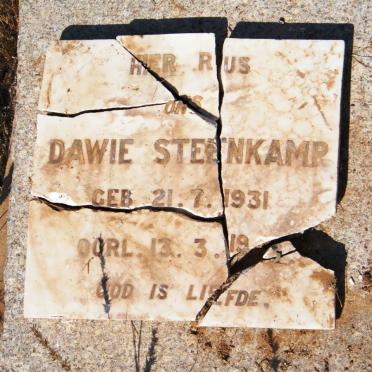 HIER RUS
ONS
DAWIE STEENKAMP
GEB. 21.7.1931
OORL. 13.3.19
GOD IS LIEFDE.